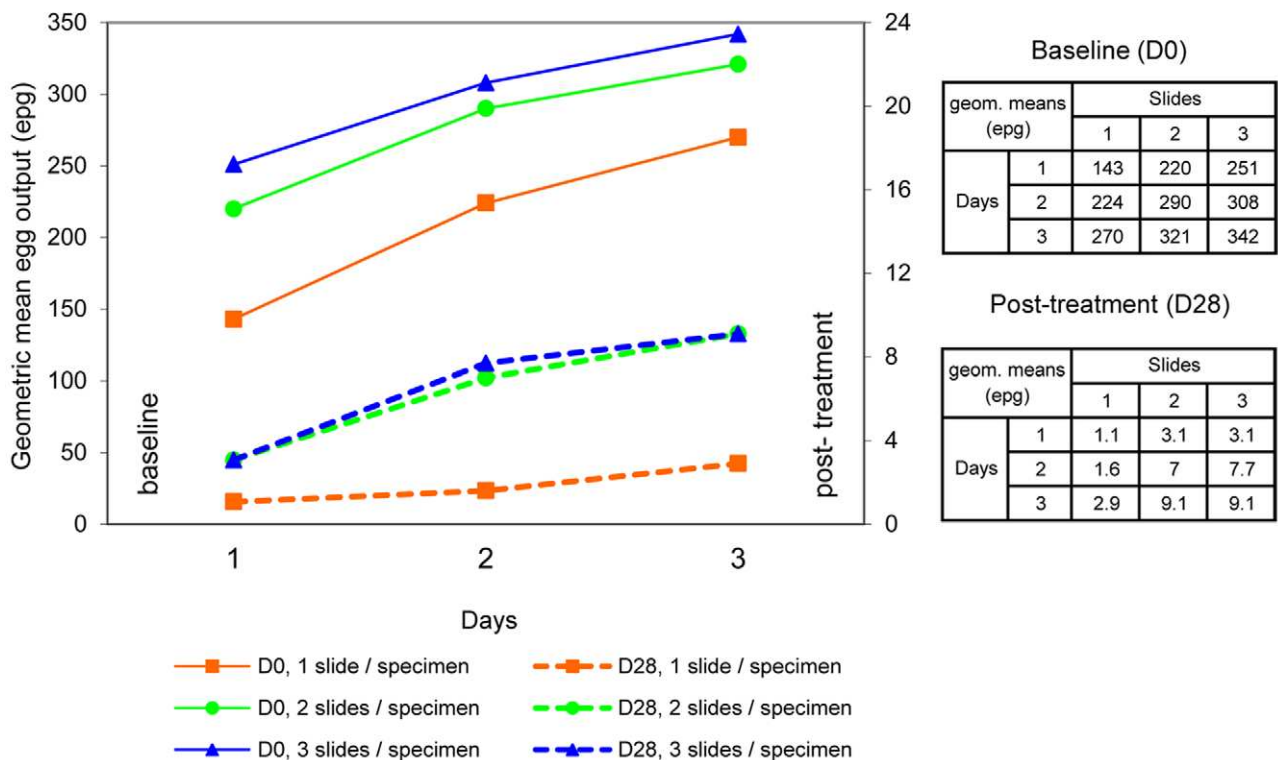 Geometric mean egg output (epg)
350
300
250
200
150
100
50
0
baseline
1
2
3
Days
24
20
16
12
8
4
0
post- treatment
D0, 1 slide / specimen
D28, 1 slide / specimen
D0, 2 slides / specimen
D28, 2 slides / specimen
D0, 3 slides / specimen
D28, 3 slides / specimen
Baseline (D0)
geom. means (epg) Slides
1 2 3
Days 1 143 220 251
2 224 290 308
3 270 321 342
Post-treatment (D28)
geom. means (epg) Slides
1 2 3
Days 1 1.1 3.1 3.1
2 1.6 7 7.7
3 2.9 9.1 9.1